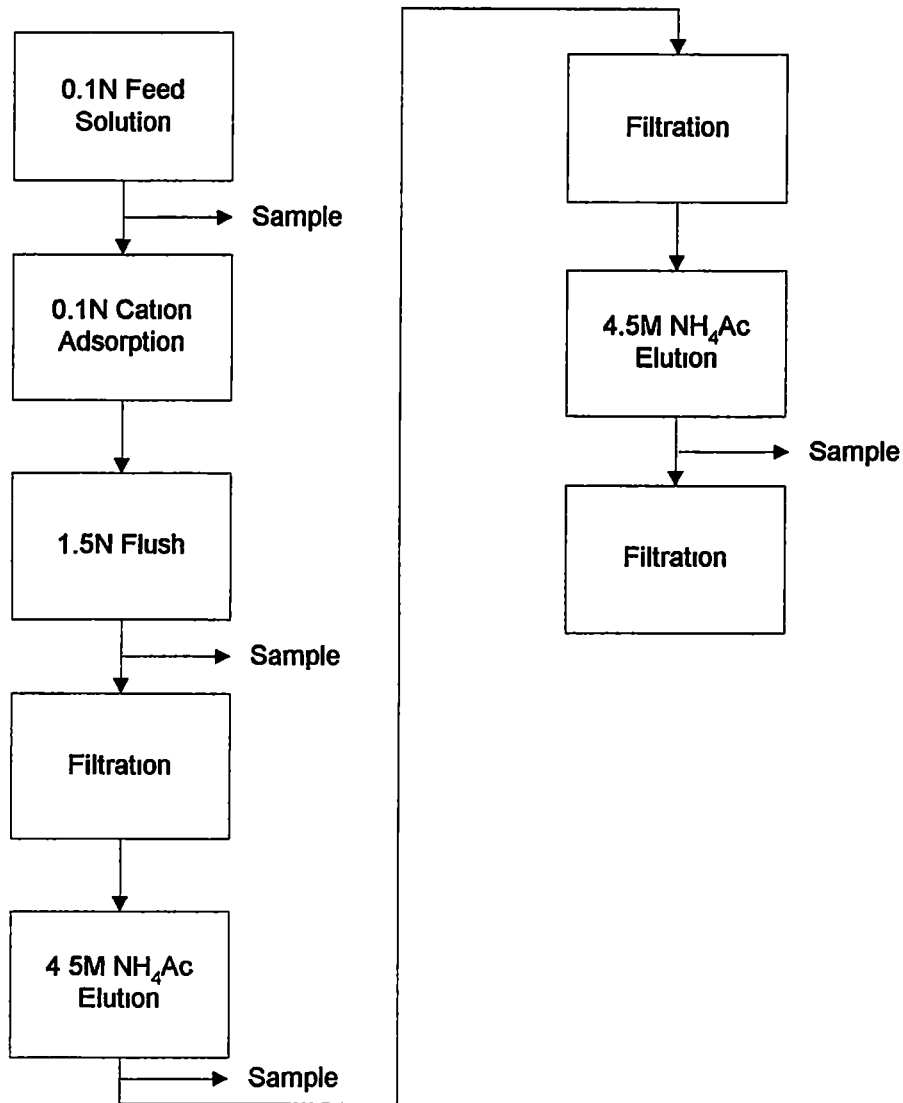 0.1N Feed
Solution
Sample
0.1N Cation
Adsorption
1.5N Flush
Sample
Filtration
4 5M NH₄Ac
Elution
Sample
Filtration
4.5M NH₄Ac
Elution
Sample
Filtration